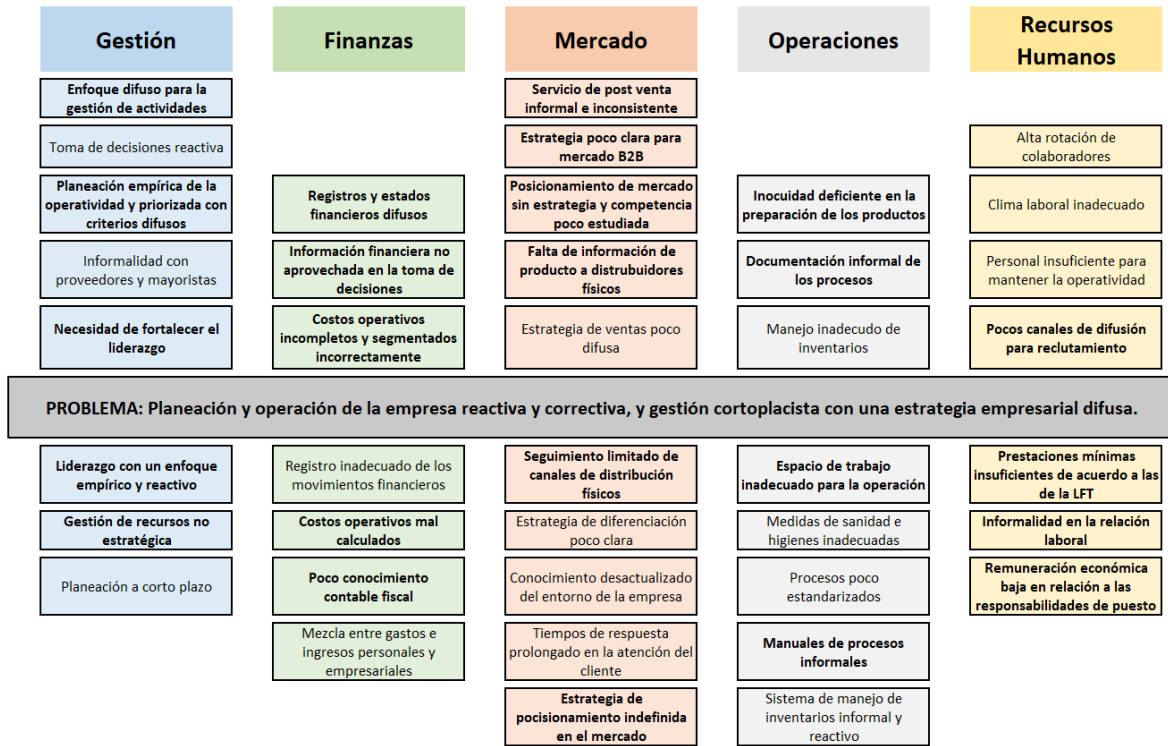 Gestión
Enfoque difuso para la
gestión de actividades
Toma de decisiones reactiva
Planeación empírica de la
operatividad y priorizada con
criterios difusos
Informalidad con
proveedores y mayoristas
Necesidad de fortalecer el
liderazgo
Finanzas
Registros y estados
financieros difusos
Información financiera no
aprovechada en la toma de
decisiones
Costos operativos
incompletos y segmentados
incorrectamente
Mercado
Servicio de post venta
informal e inconsistente
Estrategia poco clara para
mercado B2B
Posicionamiento de mercado
sin estrategia y competencia
poco estudiada
Falta de información de
producto a distrubuidores
físicos
Estrategia de ventas poco
difusa
Operaciones
Inocuidad deficiente en la
preparación de los productos
Documentación informal de
los procesos
Manejo inadecudo de
inventarios
Recursos
Humanos
Alta rotación de
colaboradores
Clima laboral inadecuado
Personal insuficiente para
mantener la operatividad
Pocos canales de difusión
para reclutamiento
PROBLEMA: Planeación y operación de la empresa reactiva y correctiva, y gestión cortoplacista con una estrategia empresarial difusa.
Liderazgo con un enfoque
empírico y reactivo
Gestión de recursos no
estratégica
Planeación a corto plazo
Registro inadecuado de los
movimientos financieros
Costos operativos mal
calculados
Poco conocimiento
contable fiscal
Mezcla entre gastos e
ingresos personales y
empresariales
Seguimiento limitado de
canales de distribución
físicos
Estrategia de diferenciación
poco clara
Conocimiento desactualizado
del entorno de la empresa
Tiempos de respuesta
prolongado en la atención del
cliente
Estrategia de
pocisionamiento indefinida
en el mercado
Espacio de trabajo
inadecuado para la operación
Medidas de sanidad e
higienes inadecuadas
Procesos poco
estandarizados
Manuales de procesos
informales
Sistema de manejo de
inventarios informal y
reactivo
Prestaciones mínimas
insuficientes de acuerdo a las
de la LFT
Informalidad en la relación
laboral
Remuneración económica
baja en relación a las
responsabilidades de puesto